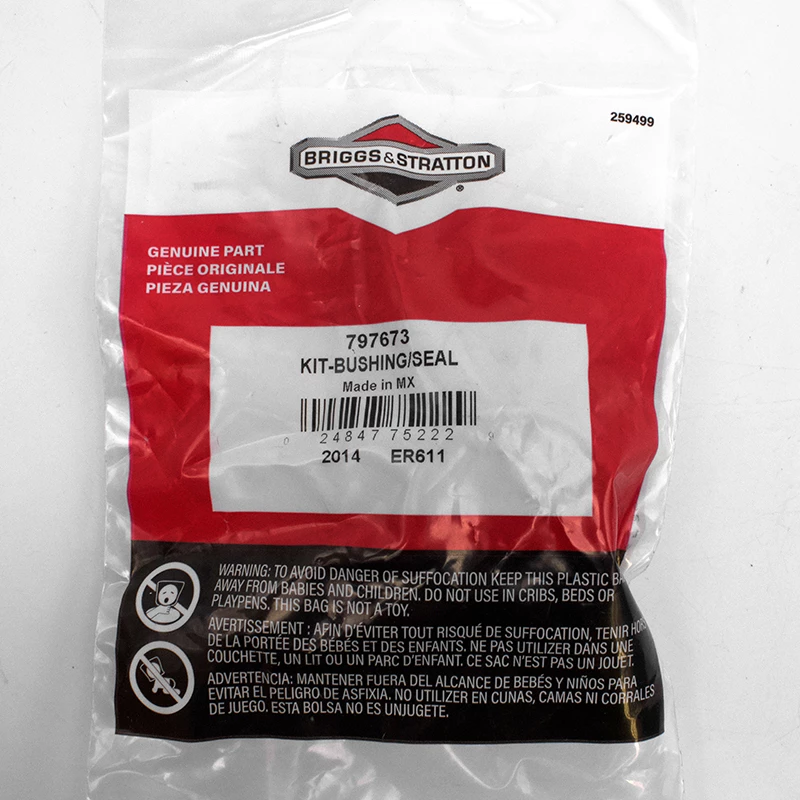 259499
BRIGGS&STRATTON
®
GENUINE PART
PIÈCE ORIGINALE
PIEZA GENUINA
797673
KIT-BUSHING/SEAL
Made in MX
0 24847 75222 9
2014 ER611
WARNING: TO AVOID DANGER OF SUFFOCATION KEEP THIS PLASTIC
AWAY FROM BABIES AND CHILDREN. DO NOT USE IN CRIBS, BEDS OR
PLAYPENS. THIS BAG IS NOT A TOY.
AVERTISSEMENT : AFIN D'ÉVITER TOUT RISQUE DE SUFFOCATION, TENIR HORS
DE LA PORTÉE DES BÉBÉS ET DES ENFANTS. NE PAS UTILIZER DANS UNE
COUCHETTE, UN LIT OU UN PARC D'ENFANT. CE SAC N'EST PAS UN JOUET.
ADVERTENCIA: MANTENER FUERA DEL ALCANCE DE BEBÉS Y NIÑOS PARA
EVITAR EL PELIGRO DE ASFIXIA. NO UTILIZAR EN CUNAS, CAMAS NI CORRALES
DE JUEGO. ESTA BOLSA NO ES UNJUGETE.